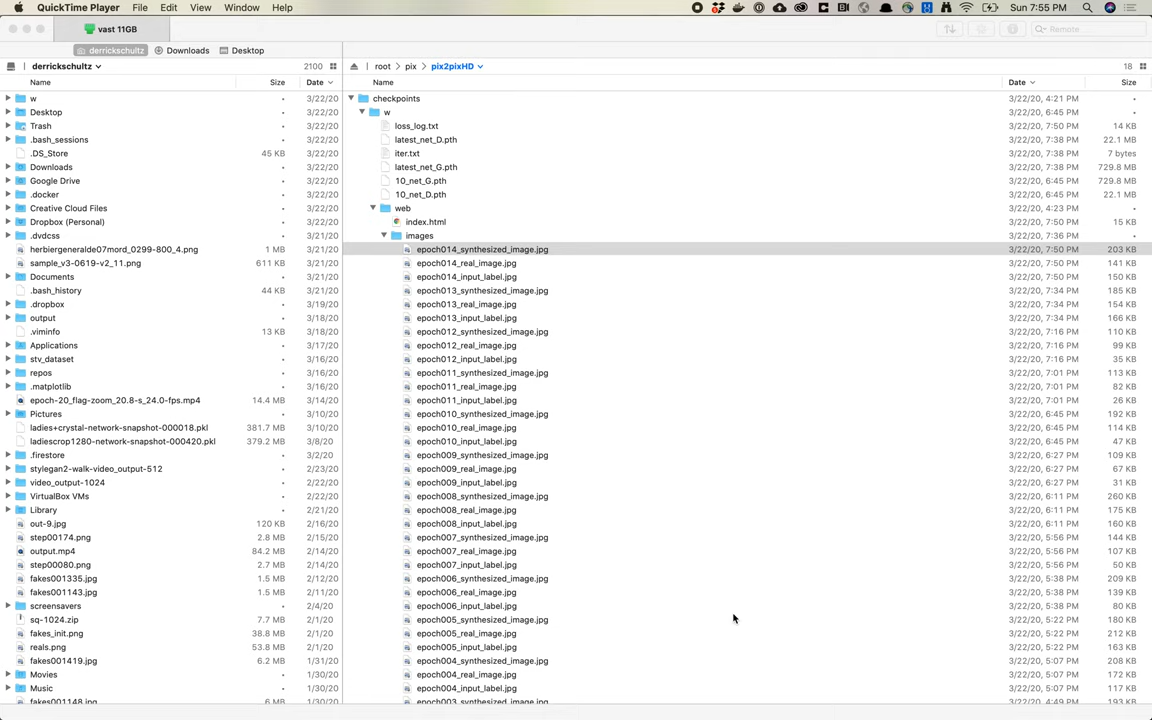 QuickTime Player File Edit View Window Help Sun 7:55 PM
vast 11GB Remote
derrickschultz Downloads Desktop
derrickschultz 2100 root pix pix2pixHD 18
Name Size Date Name Date Size
w 3/22/20 checkpoints 3/22/20, 4:21 PM
Desktop 3/22/20 w 3/22/20, 6:45 PM
Trash 3/22/20 loss_log.txt 3/22/20, 7:50 PM 14 KB
.bash_sessions 3/22/20 latest_net_D.pth 3/22/20, 7:38 PM 22.1 MB
.DS_Store 45 KB 3/22/20 iter.txt 3/22/20, 7:38 PM 7 bytes
Downloads 3/22/20 latest_net_G.pth 3/22/20, 7:38 PM 729.8 MB
Google Drive 3/22/20 10_net_G.pth 3/22/20, 6:45 PM 729.8 MB
.docker 3/22/20 10_net_D.pth 3/22/20, 6:45 PM 22.1 MB
Creative Cloud Files 3/22/20 web 3/22/20, 4:23 PM
Dropbox (Personal) 3/22/20 index.html 3/22/20, 7:50 PM 15 KB
.dvdcss 3/21/20 images 3/22/20, 7:36 PM
herbiergeneralde07mord_0299-800_4.png 1 MB 3/21/20 epoch014_synthesized_image.jpg 3/22/20, 7:50 PM 203 KB
sample_v3-0619-v2_11.png 611 KB 3/21/20 epoch014_real_image.jpg 3/22/20, 7:50 PM 141 KB
Documents 3/21/20 epoch014_input_label.jpg 3/22/20, 7:50 PM 150 KB
.bash_history 44 KB 3/21/20 epoch013_synthesized_image.jpg 3/22/20, 7:34 PM 185 KB
.dropbox 3/19/20 epoch013_real_image.jpg 3/22/20, 7:34 PM 154 KB
output 3/18/20 epoch013_input_label.jpg 3/22/20, 7:34 PM 166 KB
.viminfo 13 KB 3/18/20 epoch012_synthesized_image.jpg 3/22/20, 7:16 PM 110 KB
Applications 3/17/20 epoch012_real_image.jpg 3/22/20, 7:16 PM 99 KB
stv_dataset 3/16/20 epoch012_input_label.jpg 3/22/20, 7:16 PM 35 KB
repos 3/16/20 epoch011_synthesized_image.jpg 3/22/20, 7:01 PM 113 KB
.matplotlib 3/16/20 epoch011_real_image.jpg 3/22/20, 7:01 PM 82 KB
epoch-20_flag-zoom_20.8-s_24.0-fps.mp4 14.4 MB 3/14/20 epoch011_input_label.jpg 3/22/20, 7:01 PM 26 KB
Pictures 3/10/20 epoch010_synthesized_image.jpg 3/22/20, 6:45 PM 192 KB
ladies+crystal-network-snapshot-000018.pkl 381.7 MB 3/10/20 epoch010_real_image.jpg 3/22/20, 6:45 PM 114 KB
ladiescrop1280-network-snapshot-000420.pkl 379.2 MB 3/8/20 epoch010_input_label.jpg 3/22/20, 6:45 PM 47 KB
.firestore 3/2/20 epoch009_synthesized_image.jpg 3/22/20, 6:27 PM 109 KB
stylegan2-walk-video_output-512 2/23/20 epoch009_real_image.jpg 3/22/20, 6:27 PM 67 KB
video_output-1024 2/22/20 epoch009_input_label.jpg 3/22/20, 6:27 PM 31 KB
VirtualBox VMs 2/22/20 epoch008_synthesized_image.jpg 3/22/20, 6:11 PM 260 KB
Library 2/21/20 epoch008_real_image.jpg 3/22/20, 6:11 PM 175 KB
out-9.jpg 120 KB 2/16/20 epoch008_input_label.jpg 3/22/20, 6:11 PM 160 KB
step00174.png 2.8 MB 2/15/20 epoch007_synthesized_image.jpg 3/22/20, 5:56 PM 144 KB
output.mp4 84.2 MB 2/14/20 epoch007_real_image.jpg 3/22/20, 5:56 PM 107 KB
step00080.png 2.7 MB 2/14/20 epoch007_input_label.jpg 3/22/20, 5:56 PM 50 KB
fakes001335.jpg 1.5 MB 2/12/20 epoch006_synthesized_image.jpg 3/22/20, 5:38 PM 209 KB
fakes001143.jpg 1.5 MB 2/11/20 epoch006_real_image.jpg 3/22/20, 5:38 PM 139 KB
screensavers 2/4/20 epoch006_input_label.jpg 3/22/20, 5:38 PM 80 KB
sq-1024.zip 7.7 MB 2/1/20 epoch005_synthesized_image.jpg 3/22/20, 5:22 PM 180 KB
fakes_init.png 38.8 MB 2/1/20 epoch005_real_image.jpg 3/22/20, 5:22 PM 212 KB
reals.png 53.8 MB 2/1/20 epoch005_input_label.jpg 3/22/20, 5:22 PM 163 KB
fakes001419.jpg 6.2 MB 1/31/20 epoch004_synthesized_image.jpg 3/22/20, 5:07 PM 208 KB
Movies 1/30/20 epoch004_real_image.jpg 3/22/20, 5:07 PM 172 KB
Music 1/30/20 epoch004_input_label.jpg 3/22/20, 5:07 PM 117 KB
fakes001148.jpg 6 MB 1/30/20 epoch003_synthesized_image.jpg 3/22/20, 4:49 PM 193 KB